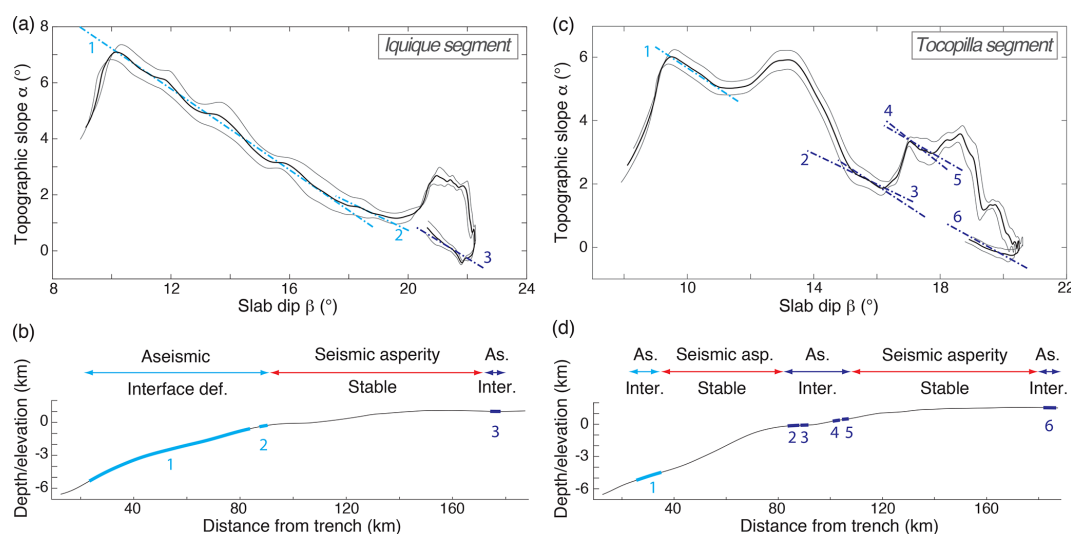 (a)
Iquique segment
Topographic slope α (°)
8
6
4
2
0
1
2
3
8
12
16
20
24
Slab dip β (°)
(b)
Aseismic
Seismic asperity
As.
Interface def.
Stable
Inter.
Depth/elevation (km)
0
-3
-6
1
2
3
40
80
120
160
Distance from trench (km)
(c)
Tocopilla segment
Topographic slope α (°)
6
4
2
0
1
2
3
4
5
6
10
14
18
22
Slab dip β (°)
(d)
As.
Seismic asp.
As.
Seismic asperity
As.
Inter.
Stable
Inter.
Stable
Inter.
Depth/elevation (km)
0
-3
-6
1
2
3
4
5
6
40
80
120
160
Distance from trench (km)